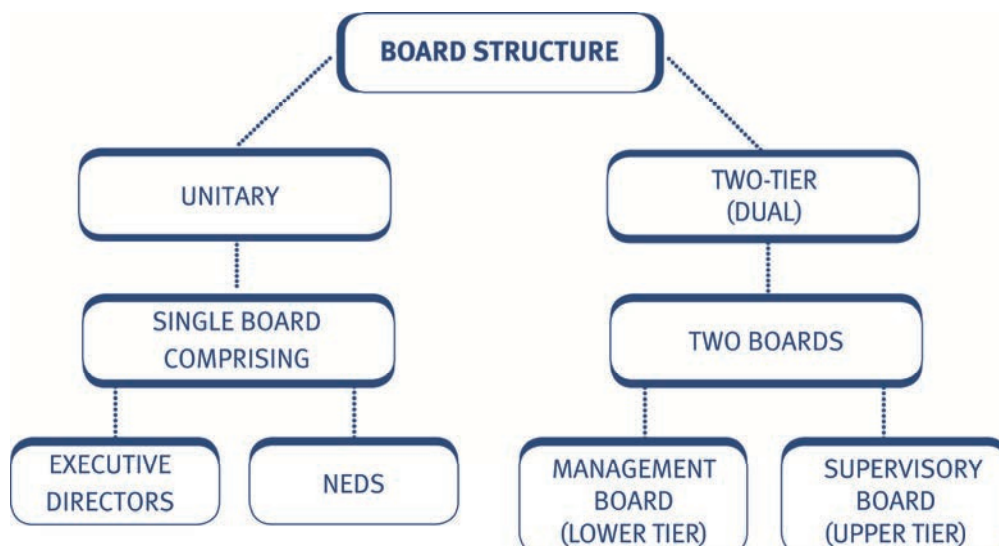 BOARD STRUCTURE
UNITARY
TWO-TIER
(DUAL)
SINGLE BOARD
COMPRISING
TWO BOARDS
EXECUTIVE
DIRECTORS
NEDS
MANAGEMENT
BOARD
(LOWER TIER)
SUPERVISORY
BOARD
(UPPER TIER)